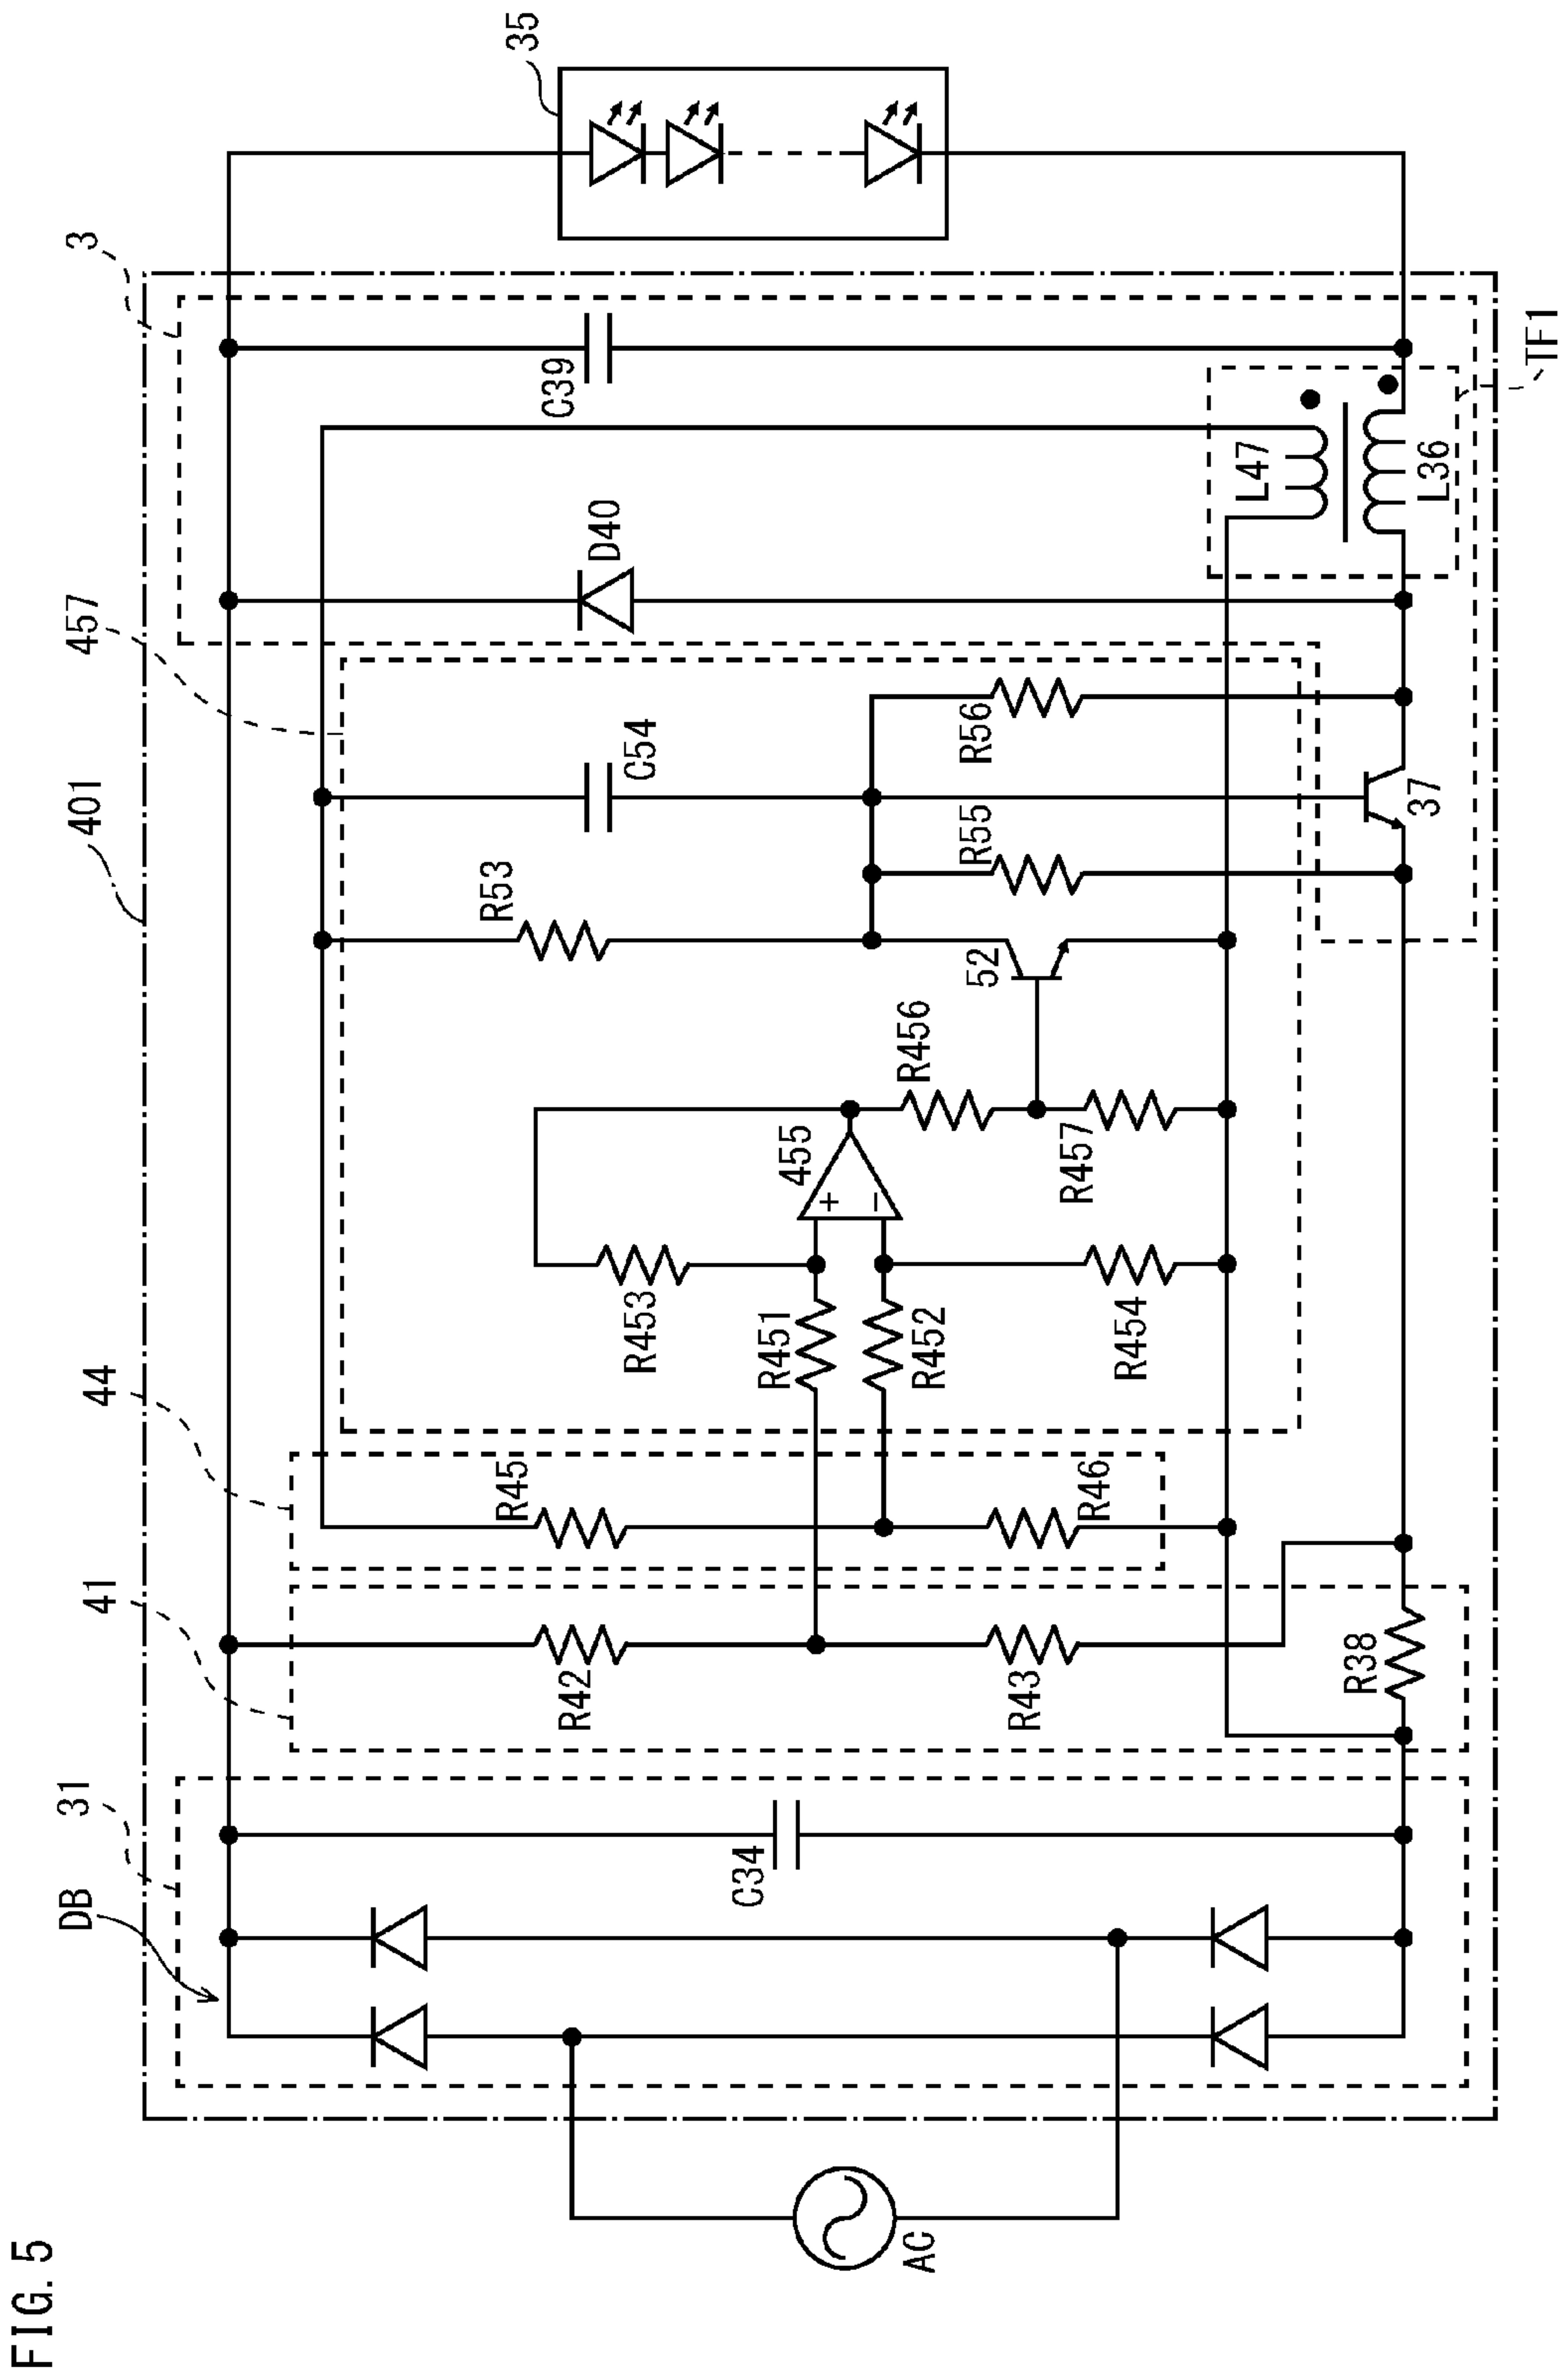 FIG. 5
AC
DB
31
C34
41
R42
R43
R38
44
R45
R46
R453
R451
R452
R454
455
+
−
R456
R457
52
401
R53
R55
37
457
C54
R56
D40
L47
L36
TF1
C39
3
35